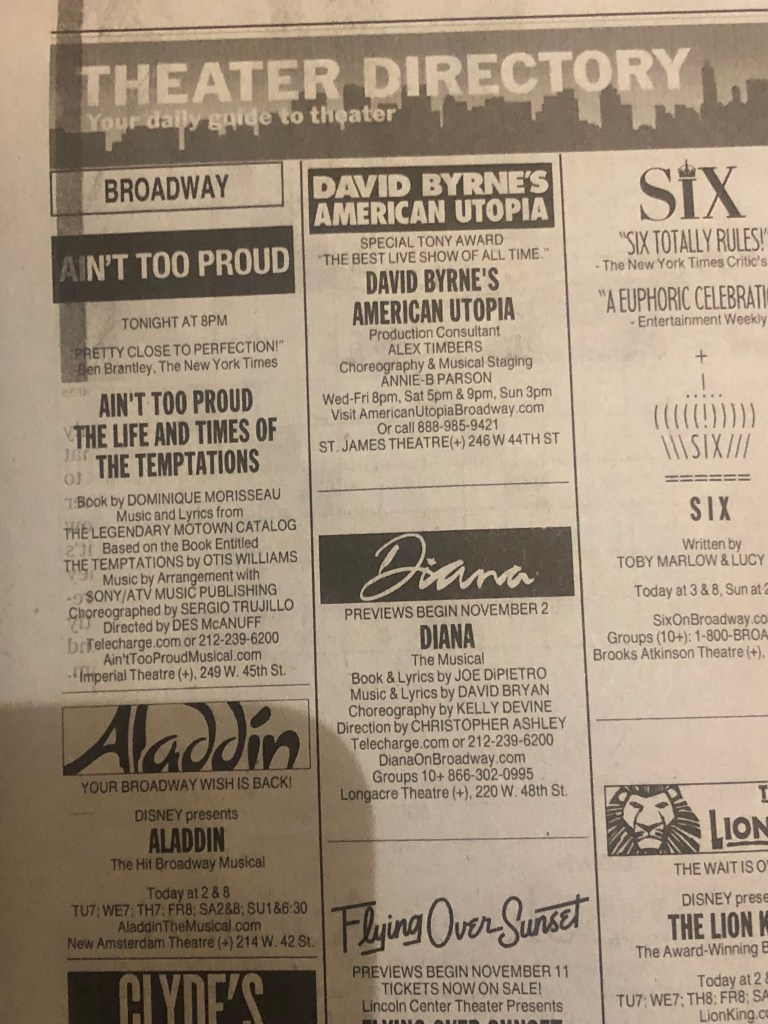 THEATER DIRECTORY
Your daily guide to theater
BROADWAY
AIN'T TOO PROUD
TONIGHT AT 8PM
"PRETTY CLOSE TO PERFECTION!"
Ben Brantley, The New York Times
AIN'T TOO PROUD
THE LIFE AND TIMES OF
THE TEMPTATIONS
Book by DOMINIQUE MORISSEAU
Music and Lyrics from
THE LEGENDARY MOTOWN CATALOG
Based on the Book Entitled
THE TEMPTATIONS by OTIS WILLIAMS
Music by Arrangement with
SONY/ATV MUSIC PUBLISHING
Choreographed by SERGIO TRUJILLO
Directed by DES McANUFF
Telecharge.com or 212-239-6200
Ain'tTooProudMusical.com
Imperial Theatre (+), 249 W. 45th St.
Aladdin
YOUR BROADWAY WISH IS BACK!
DISNEY presents
ALADDIN
The Hit Broadway Musical
Today at 2 & 8
TU7; WE7; TH7; FR8; SA2&8; SU1&6:30
AladdinTheMusical.com
New Amsterdam Theatre (+) 214 W. 42 St.
CLYDE'S
DAVID BYRNE'S
AMERICAN UTOPIA
SPECIAL TONY AWARD
"THE BEST LIVE SHOW OF ALL TIME."
DAVID BYRNE'S
AMERICAN UTOPIA
Production Consultant
ALEX TIMBERS
Choreography & Musical Staging
ANNIE-B PARSON
Wed-Fri 8pm, Sat 5pm & 9pm, Sun 3pm
Visit AmericanUtopiaBroadway.com
Or call 888-985-9421
ST. JAMES THEATRE(+) 246 W 44TH ST
Diana
PREVIEWS BEGIN NOVEMBER 2
DIANA
The Musical
Book & Lyrics by JOE DiPIETRO
Music & Lyrics by DAVID BRYAN
Choreography by KELLY DEVINE
Direction by CHRISTOPHER ASHLEY
Telecharge.com or 212-239-6200
DianaOnBroadway.com
Groups 10+ 866-302-0995
Longacre Theatre (+), 220 W. 48th St.
Flying Over Sunset
PREVIEWS BEGIN NOVEMBER 11
TICKETS NOW ON SALE!
Lincoln Center Theater Presents
FLYING OVER SUNSET
SIX
"SIX TOTALLY RULES!"
- The New York Times Critic's
"A EUPHORIC CELEBRATI
- Entertainment Weekly
+
!
.....
(((((!)))))
\\\SIX///
======
SIX
Written by
TOBY MARLOW & LUCY
Today at 3 & 8, Sun at 2
SixOnBroadway.co
Groups (10+): 1-800-BROA
Brooks Atkinson Theatre (+),
T
LION
THE WAIT IS O
DISNEY prese
THE LION K
The Award-Winning B
Today at 2 &
TU7; WE7; TH8; FR8; SA
LionKing.co